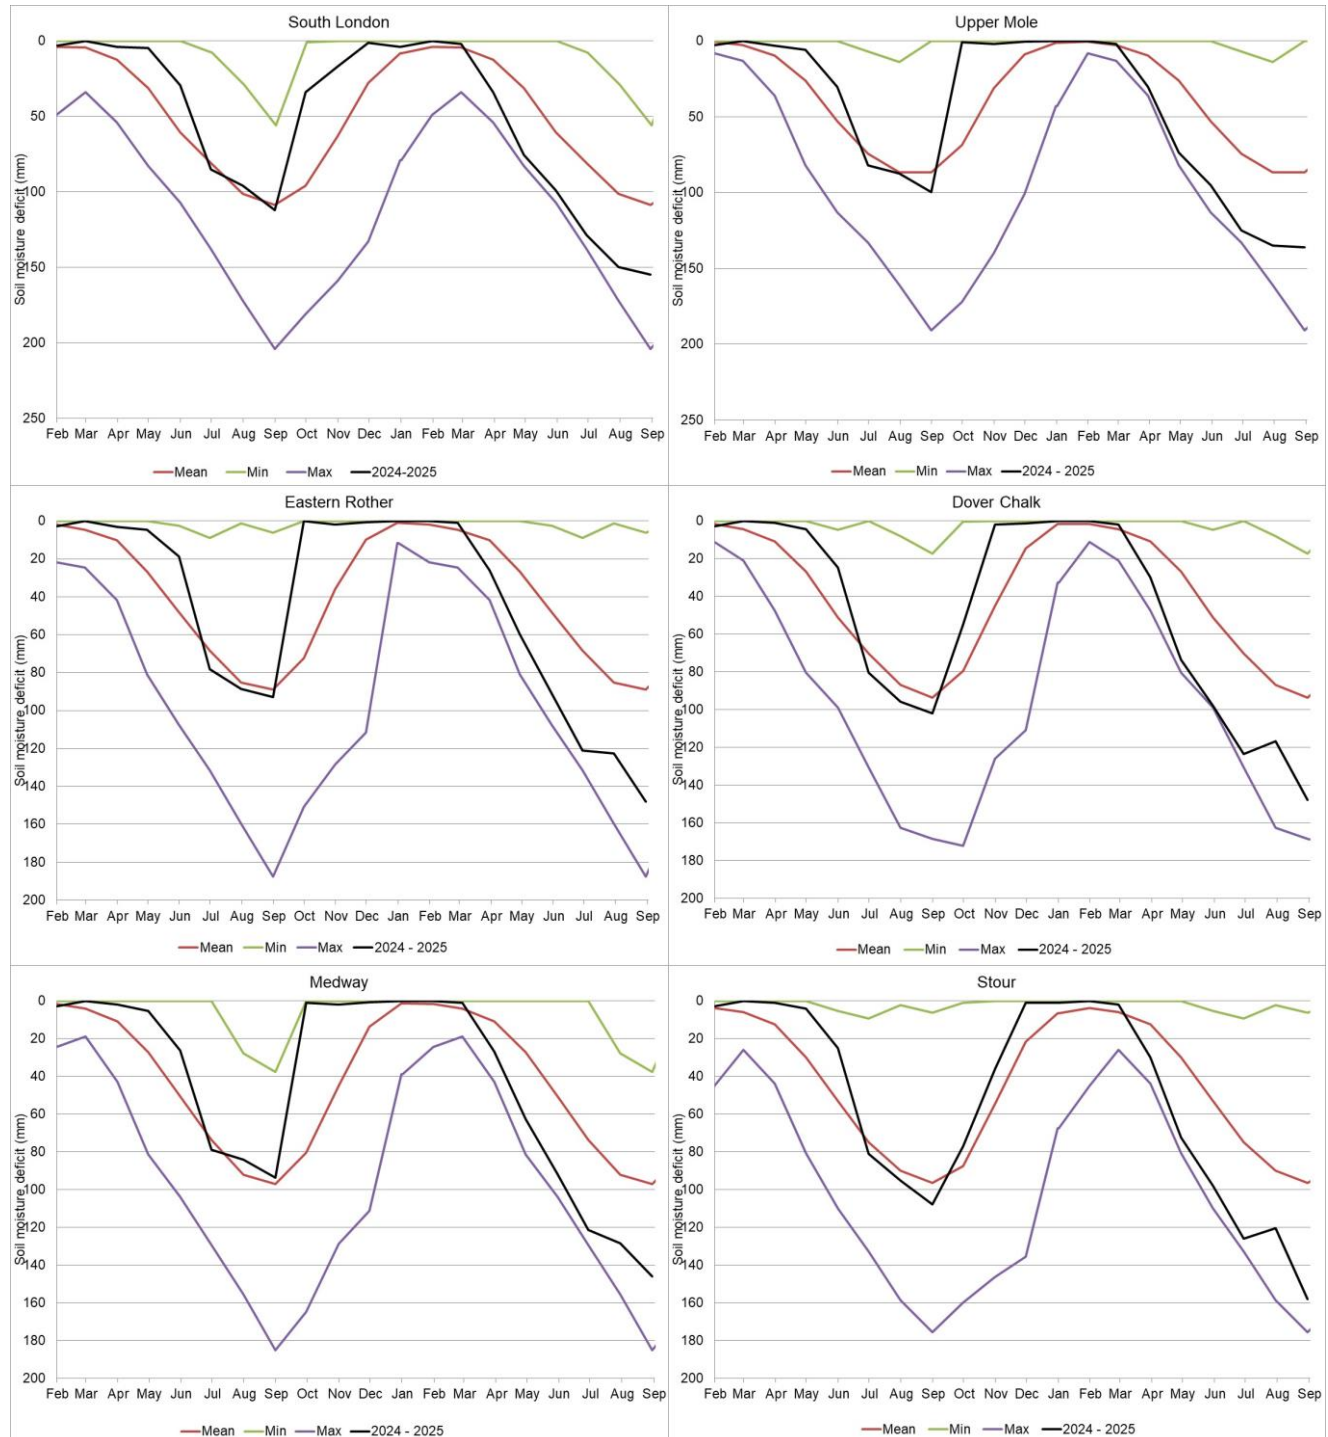 South London
0
50
100
150
200
250
Soil moisture deficit (mm)
Feb Mar Apr May Jun Jul Aug Sep Oct Nov Dec Jan Feb Mar Apr May Jun Jul Aug Sep
Mean Min Max 2024-2025
Upper Mole
0
50
100
150
200
250
Soil moisture deficit (mm)
Feb Mar Apr May Jun Jul Aug Sep Oct Nov Dec Jan Feb Mar Apr May Jun Jul Aug Sep
Mean Min Max 2024 - 2025
Eastern Rother
0
20
40
60
80
100
120
140
160
180
200
Soil moisture deficit (mm)
Feb Mar Apr May Jun Jul Aug Sep Oct Nov Dec Jan Feb Mar Apr May Jun Jul Aug Sep
Mean Min Max 2024 - 2025
Dover Chalk
0
20
40
60
80
100
120
140
160
180
200
Soil moisture deficit (mm)
Feb Mar Apr May Jun Jul Aug Sep Oct Nov Dec Jan Feb Mar Apr May Jun Jul Aug Sep
Mean Min Max 2024 - 2025
Medway
0
20
40
60
80
100
120
140
160
180
200
Soil moisture deficit (mm)
Feb Mar Apr May Jun Jul Aug Sep Oct Nov Dec Jan Feb Mar Apr May Jun Jul Aug Sep
Mean Min Max 2024 - 2025
Stour
0
20
40
60
80
100
120
140
160
180
200
Soil moisture deficit (mm)
Feb Mar Apr May Jun Jul Aug Sep Oct Nov Dec Jan Feb Mar Apr May Jun Jul Aug Sep
Mean Min Max 2024 - 2025